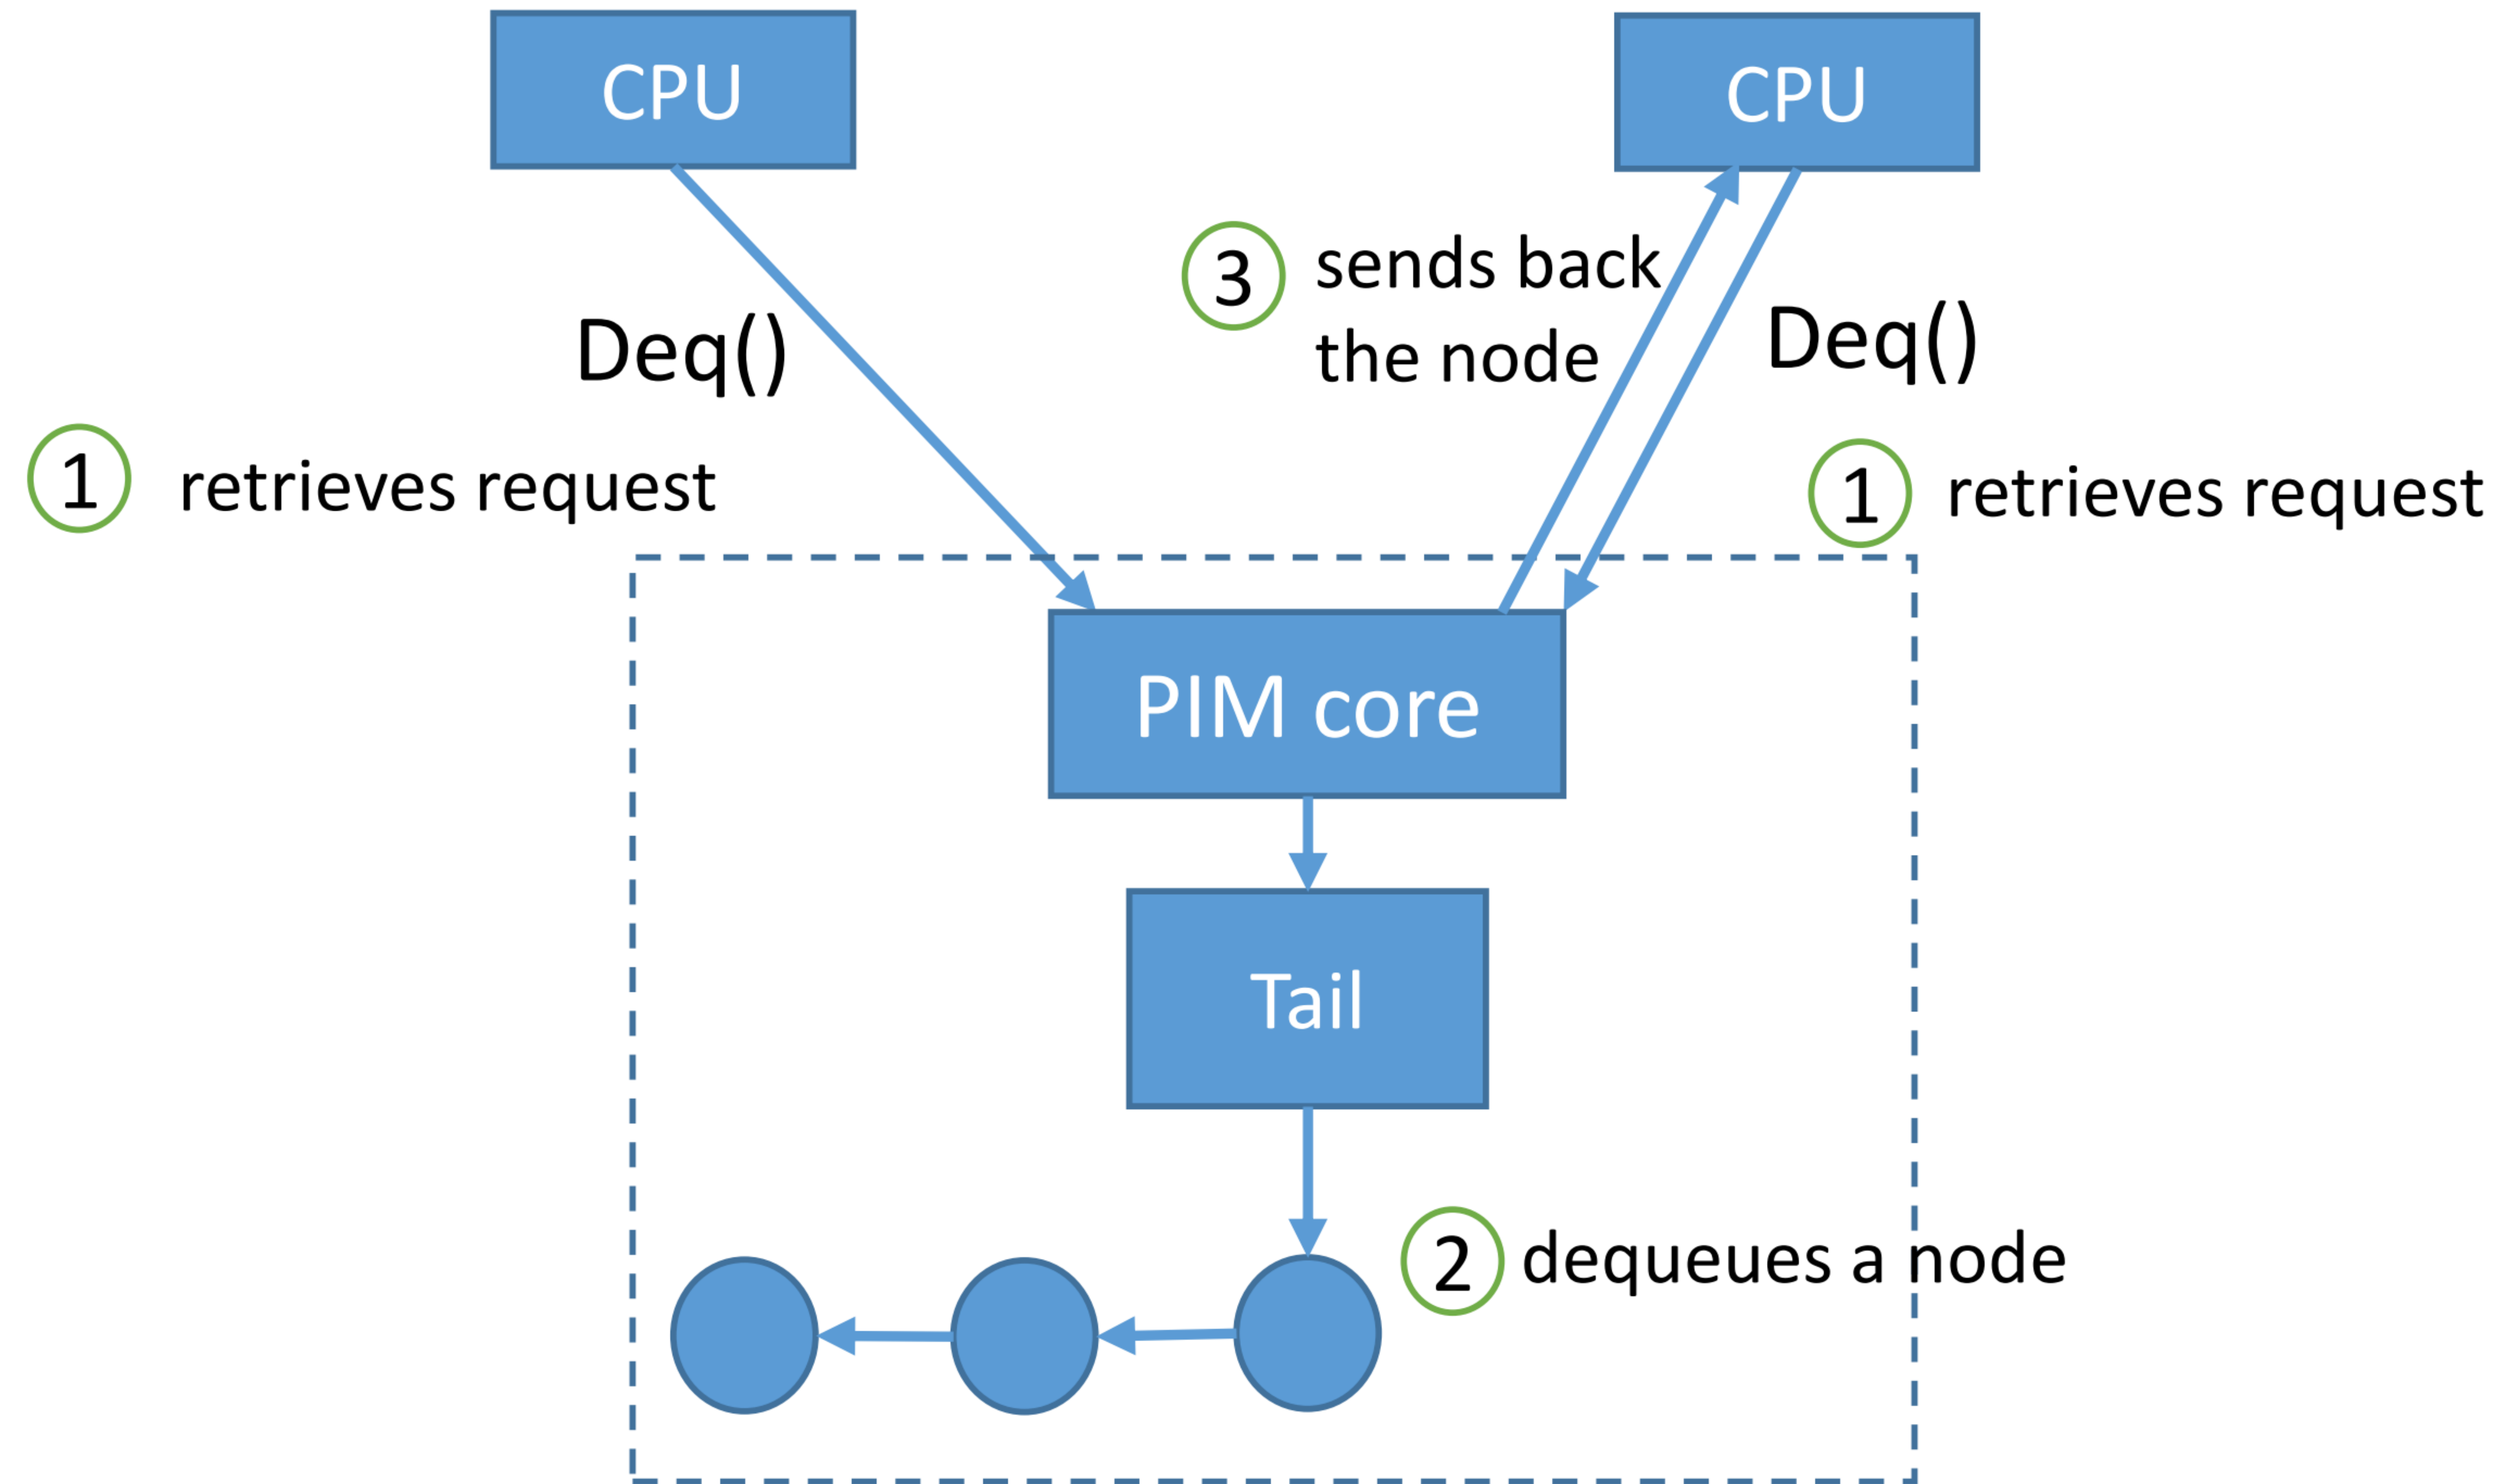 CPU
CPU
3
sends back
the node
Deq()
Deq()
1
retrieves request
1
retrieves request
PIM core
Tail
2
dequeues a node